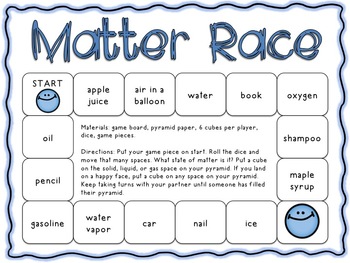 Matter Race
START
apple
juice
air in a
balloon
water
book
oxygen
oil
shampoo
Materials: game board, pyramid paper, 6 cubes per player,
dice, game pieces.
Directions: Put your game piece on start. Roll the dice and
move that many spaces. What state of matter is it? Put a cube
on the solid, liquid, or gas space on your pyramid. If you land
on a happy face, put a cube on any space on your pyramid.
Keep taking turns with your partner until someone has filled
their pyramid.
pencil
maple
syrup
gasoline
water
vapor
car
nail
ice